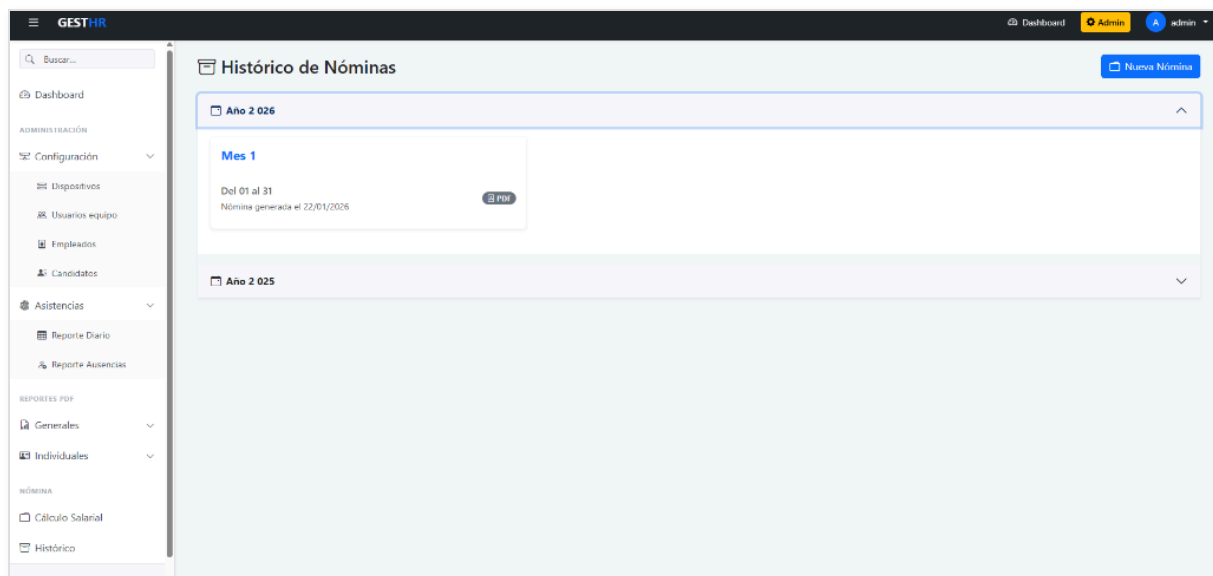 GESTHR
Dashboard
Admin
A
admin
Buscar...
Dashboard
ADMINISTRACIÓN
Configuración
Dispositivos
Usuarios equipo
Empleados
Candidatos
Asistencias
Reporte Diario
Reporte Ausencias
REPORTES PDF
Generales
Individuales
NÓMINA
Cálculo Salarial
Histórico
Histórico de Nóminas
Nueva Nómina
Año 2 026
Mes 1
Del 01 al 31
Nómina generada el 22/01/2026
PDF
Año 2 025